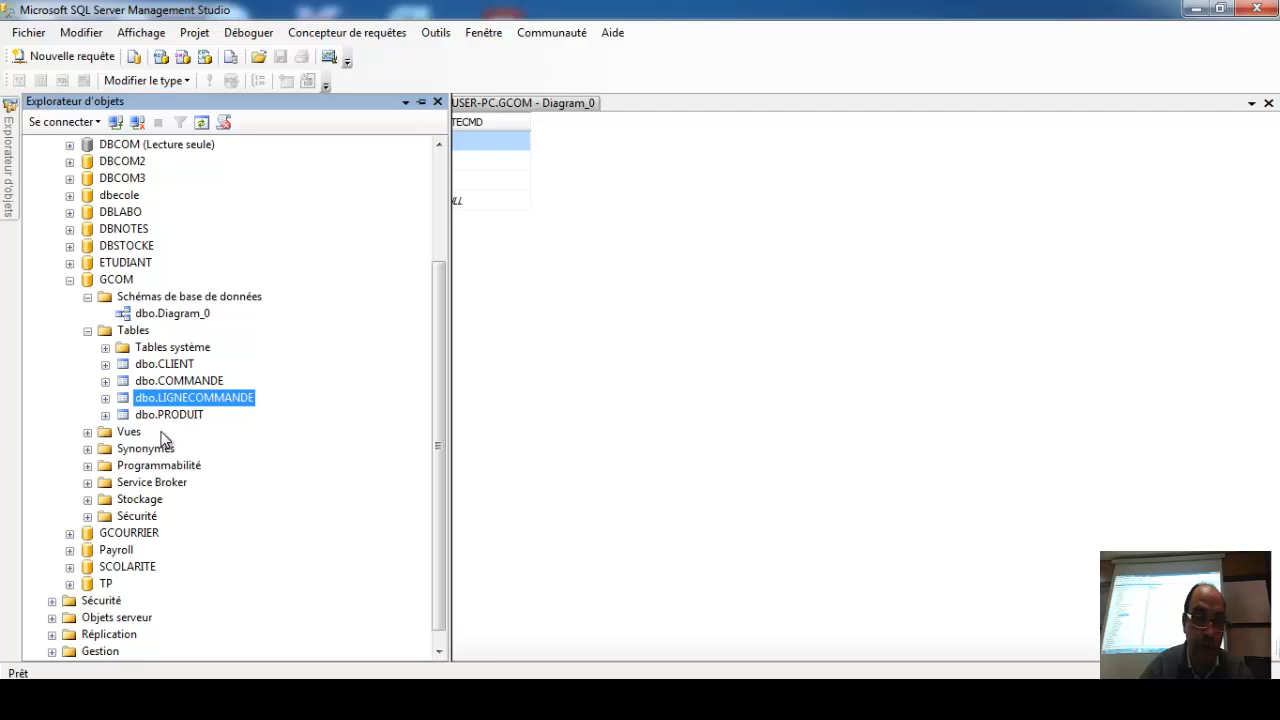 Microsoft SQL Server Management Studio
Fichier Modifier Affichage Projet Déboguer Concepteur de requêtes Outils Fenêtre Communauté Aide
Nouvelle requête
Modifier le type
Explorateur d'objets
USER-PC.GCOM - Diagram_0
Explorateur d'objets
Se connecter
TECMD
DBCOM (Lecture seule)
DBCOM2
DBCOM3
dbecole
DBLABO
DBNOTES
DBSTOCKE
ETUDIANT
GCOM
Schémas de base de données
dbo.Diagram_0
Tables
Tables système
dbo.CLIENT
dbo.COMMANDE
dbo.LIGNECOMMANDE
dbo.PRODUIT
Vues
Synonymes
Programmabilité
Service Broker
Stockage
Sécurité
GCOURRIER
Payroll
SCOLARITE
TP
Sécurité
Objets serveur
Réplication
Gestion
Prêt